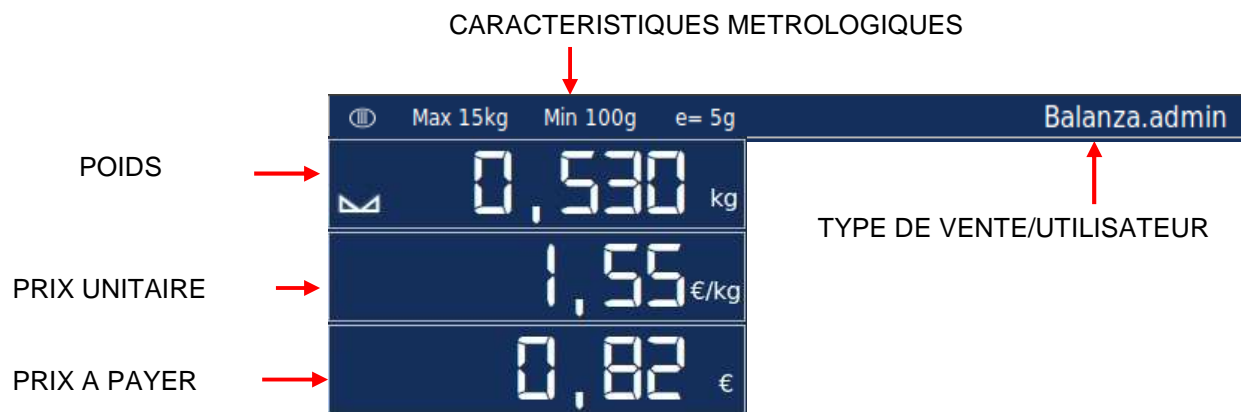 CARACTERISTIQUES METROLOGIQUES
III Max 15kg Min 100g e= 5g Balanza.admin
POIDS
0,530 kg
TYPE DE VENTE/UTILISATEUR
PRIX UNITAIRE
1,55 €/kg
PRIX A PAYER
0,82 €